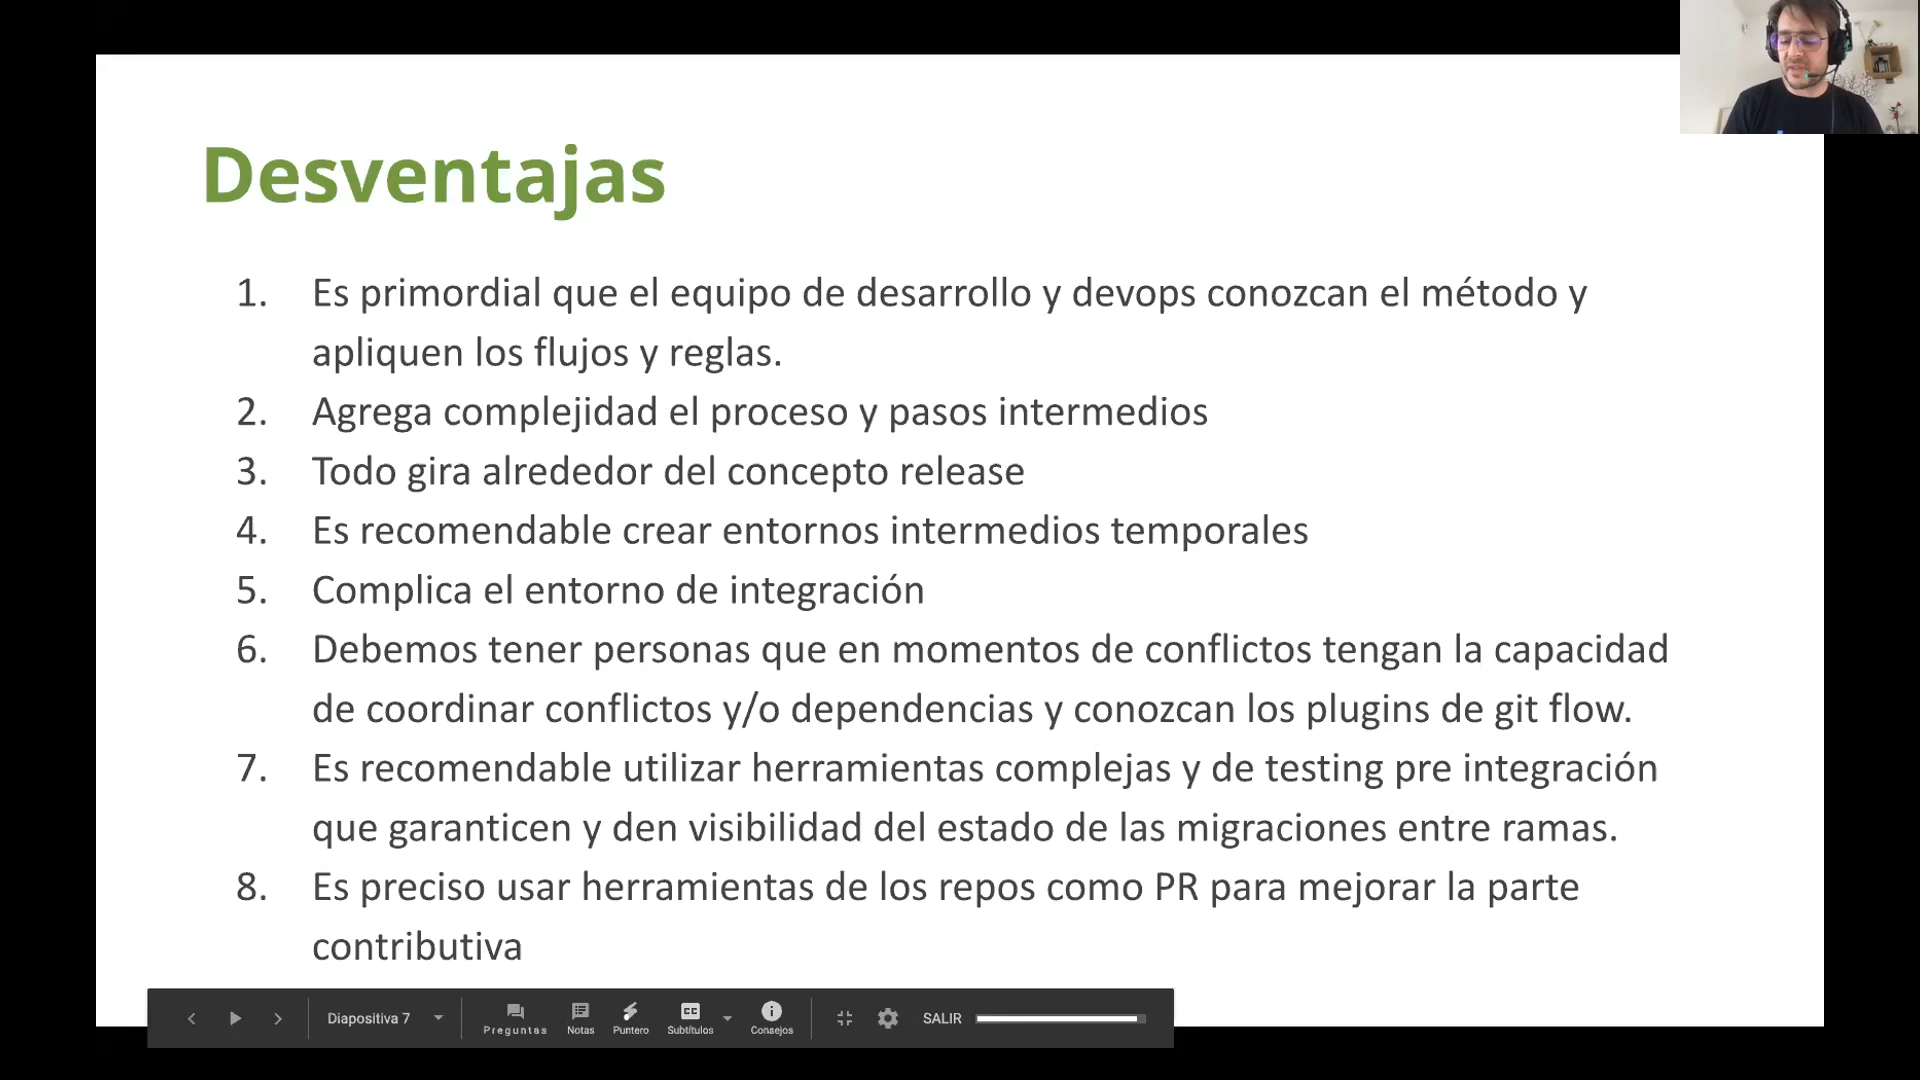 Desventajas
1. Es primordial que el equipo de desarrollo y devops conozcan el método y
apliquen los flujos y reglas.
2. Agrega complejidad el proceso y pasos intermedios
3. Todo gira alrededor del concepto release
4. Es recomendable crear entornos intermedios temporales
5. Complica el entorno de integración
6. Debemos tener personas que en momentos de conflictos tengan la capacidad
de coordinar conflictos y/o dependencias y conozcan los plugins de git flow.
7. Es recomendable utilizar herramientas complejas y de testing pre integración
que garanticen y den visibilidad del estado de las migraciones entre ramas.
8. Es preciso usar herramientas de los repos como PR para mejorar la parte
contributiva
Diapositiva 7 Preguntas Notas Puntero Subtítulos Consejos SALIR